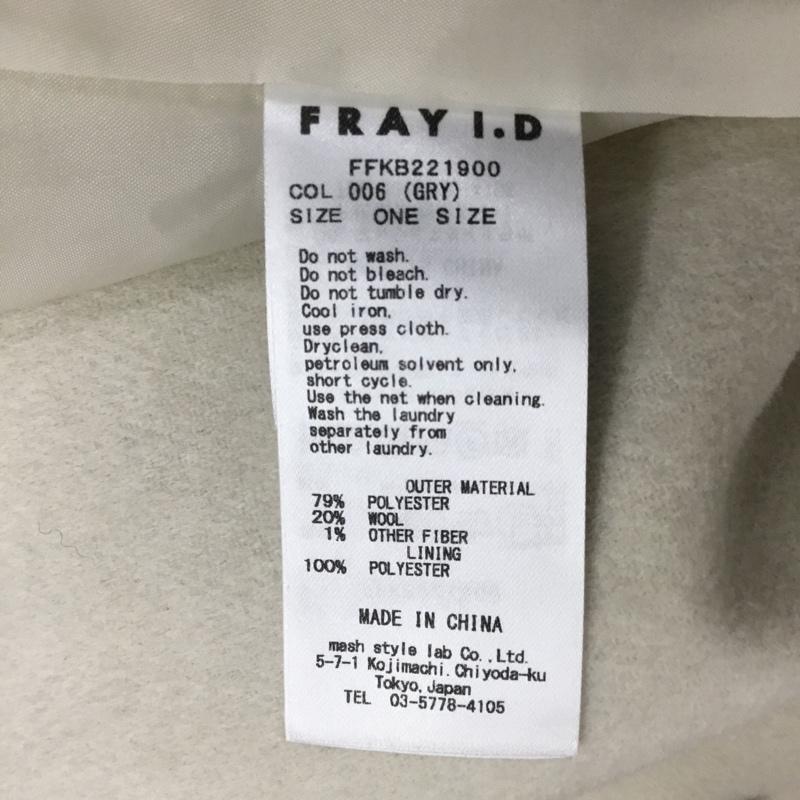 FRAY I.D
FFKB221900
COL 006 (GRY)
SIZE ONE SIZE
Do not wash.
Do not bleach.
Do not tumble dry.
Cool iron,
use press cloth.
Dryclean,
petroleum solvent only,
short cycle.
Use the net when cleaning.
Wash the laundry
separately from
other laundry.
OUTER MATERIAL
79% POLYESTER
20% WOOL
1% OTHER FIBER
LINING
100% POLYESTER
MADE IN CHINA
mash style lab Co.,Ltd.
5-7-1 Kojimachi.Chiyoda-ku
Tokyo,Japan
TEL 03-5778-4105